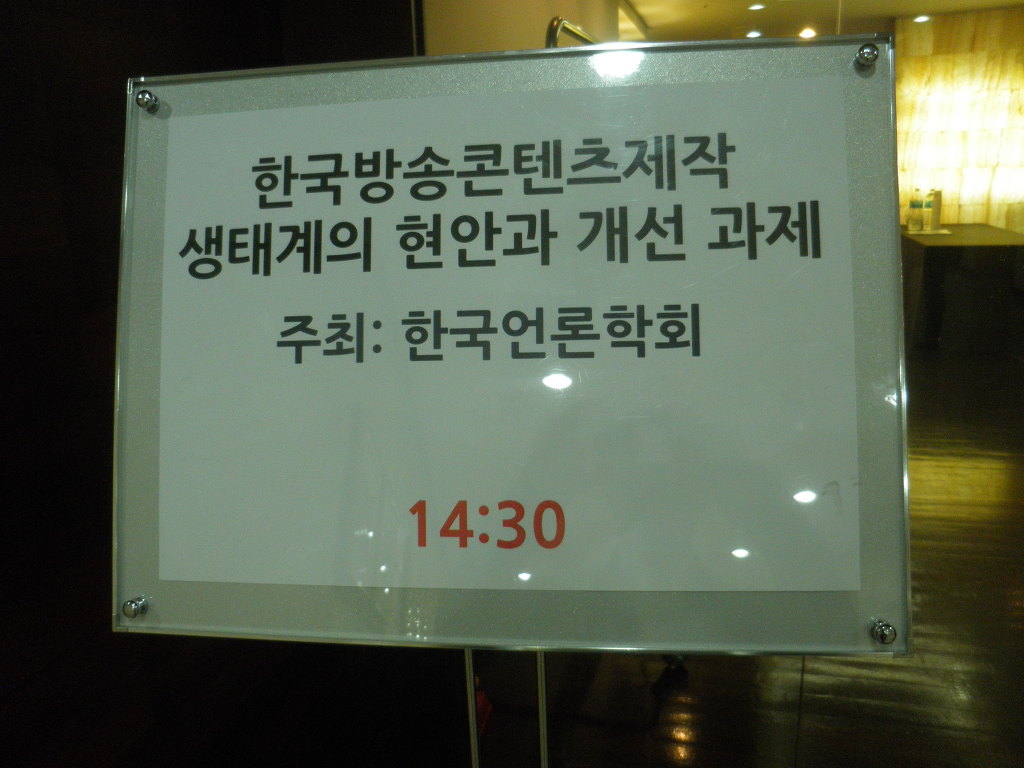 한국방송콘텐츠제작
생태계의 현안과 개선 과제
주최: 한국언론학회
14:30